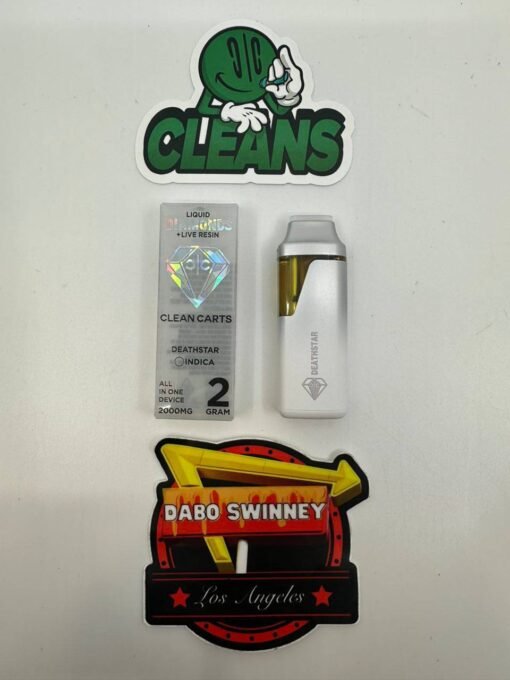 CLEANS
LIQUID
DIAMONDS
+LIVE RESIN
CLEAN CARTS
DEATHSTAR
INDICA
ALL
IN ONE
DEVICE
2000MG
2
GRAM
DEATHSTAR
DABO SWINNEY
Los Angeles